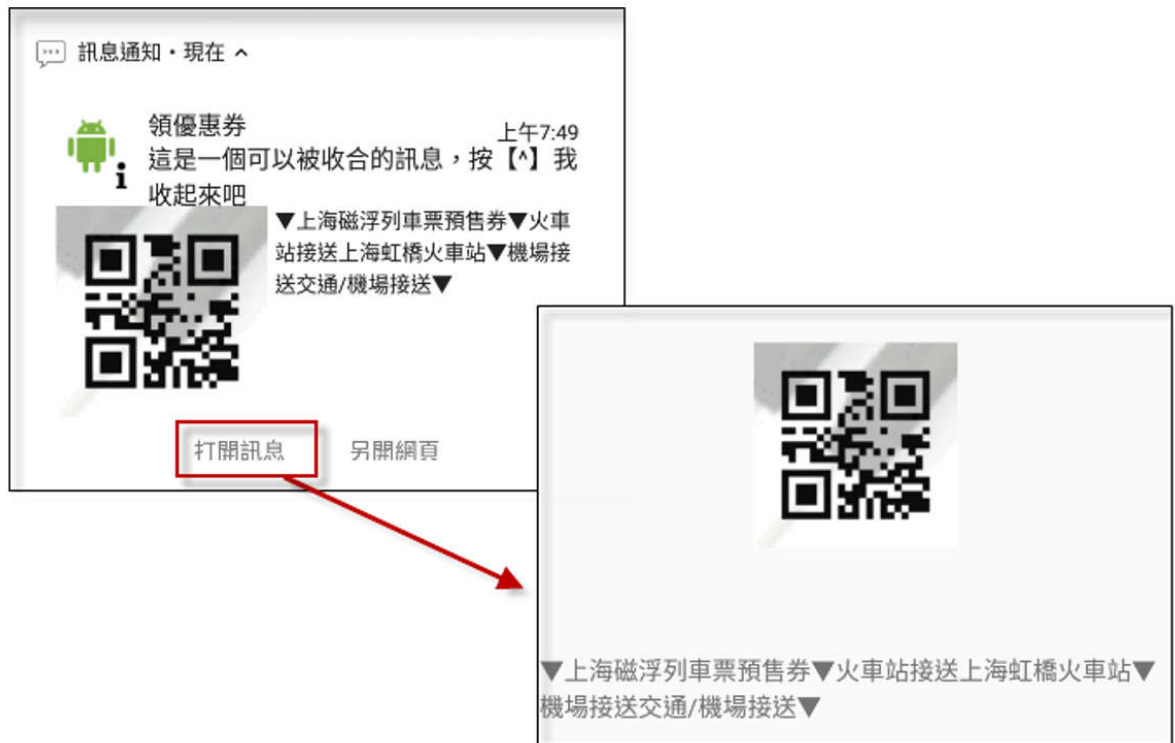 訊息通知・現在 ^
領優惠券
上午7:49
這是一個可以被收合的訊息，按【^】我
收起來吧
▼上海磁浮列車票預售券▼火車
站接送上海虹橋火車站▼機場接
送交通/機場接送▼
打開訊息 另開網頁
▼上海磁浮列車票預售券▼火車站接送上海虹橋火車站▼
機場接送交通/機場接送▼